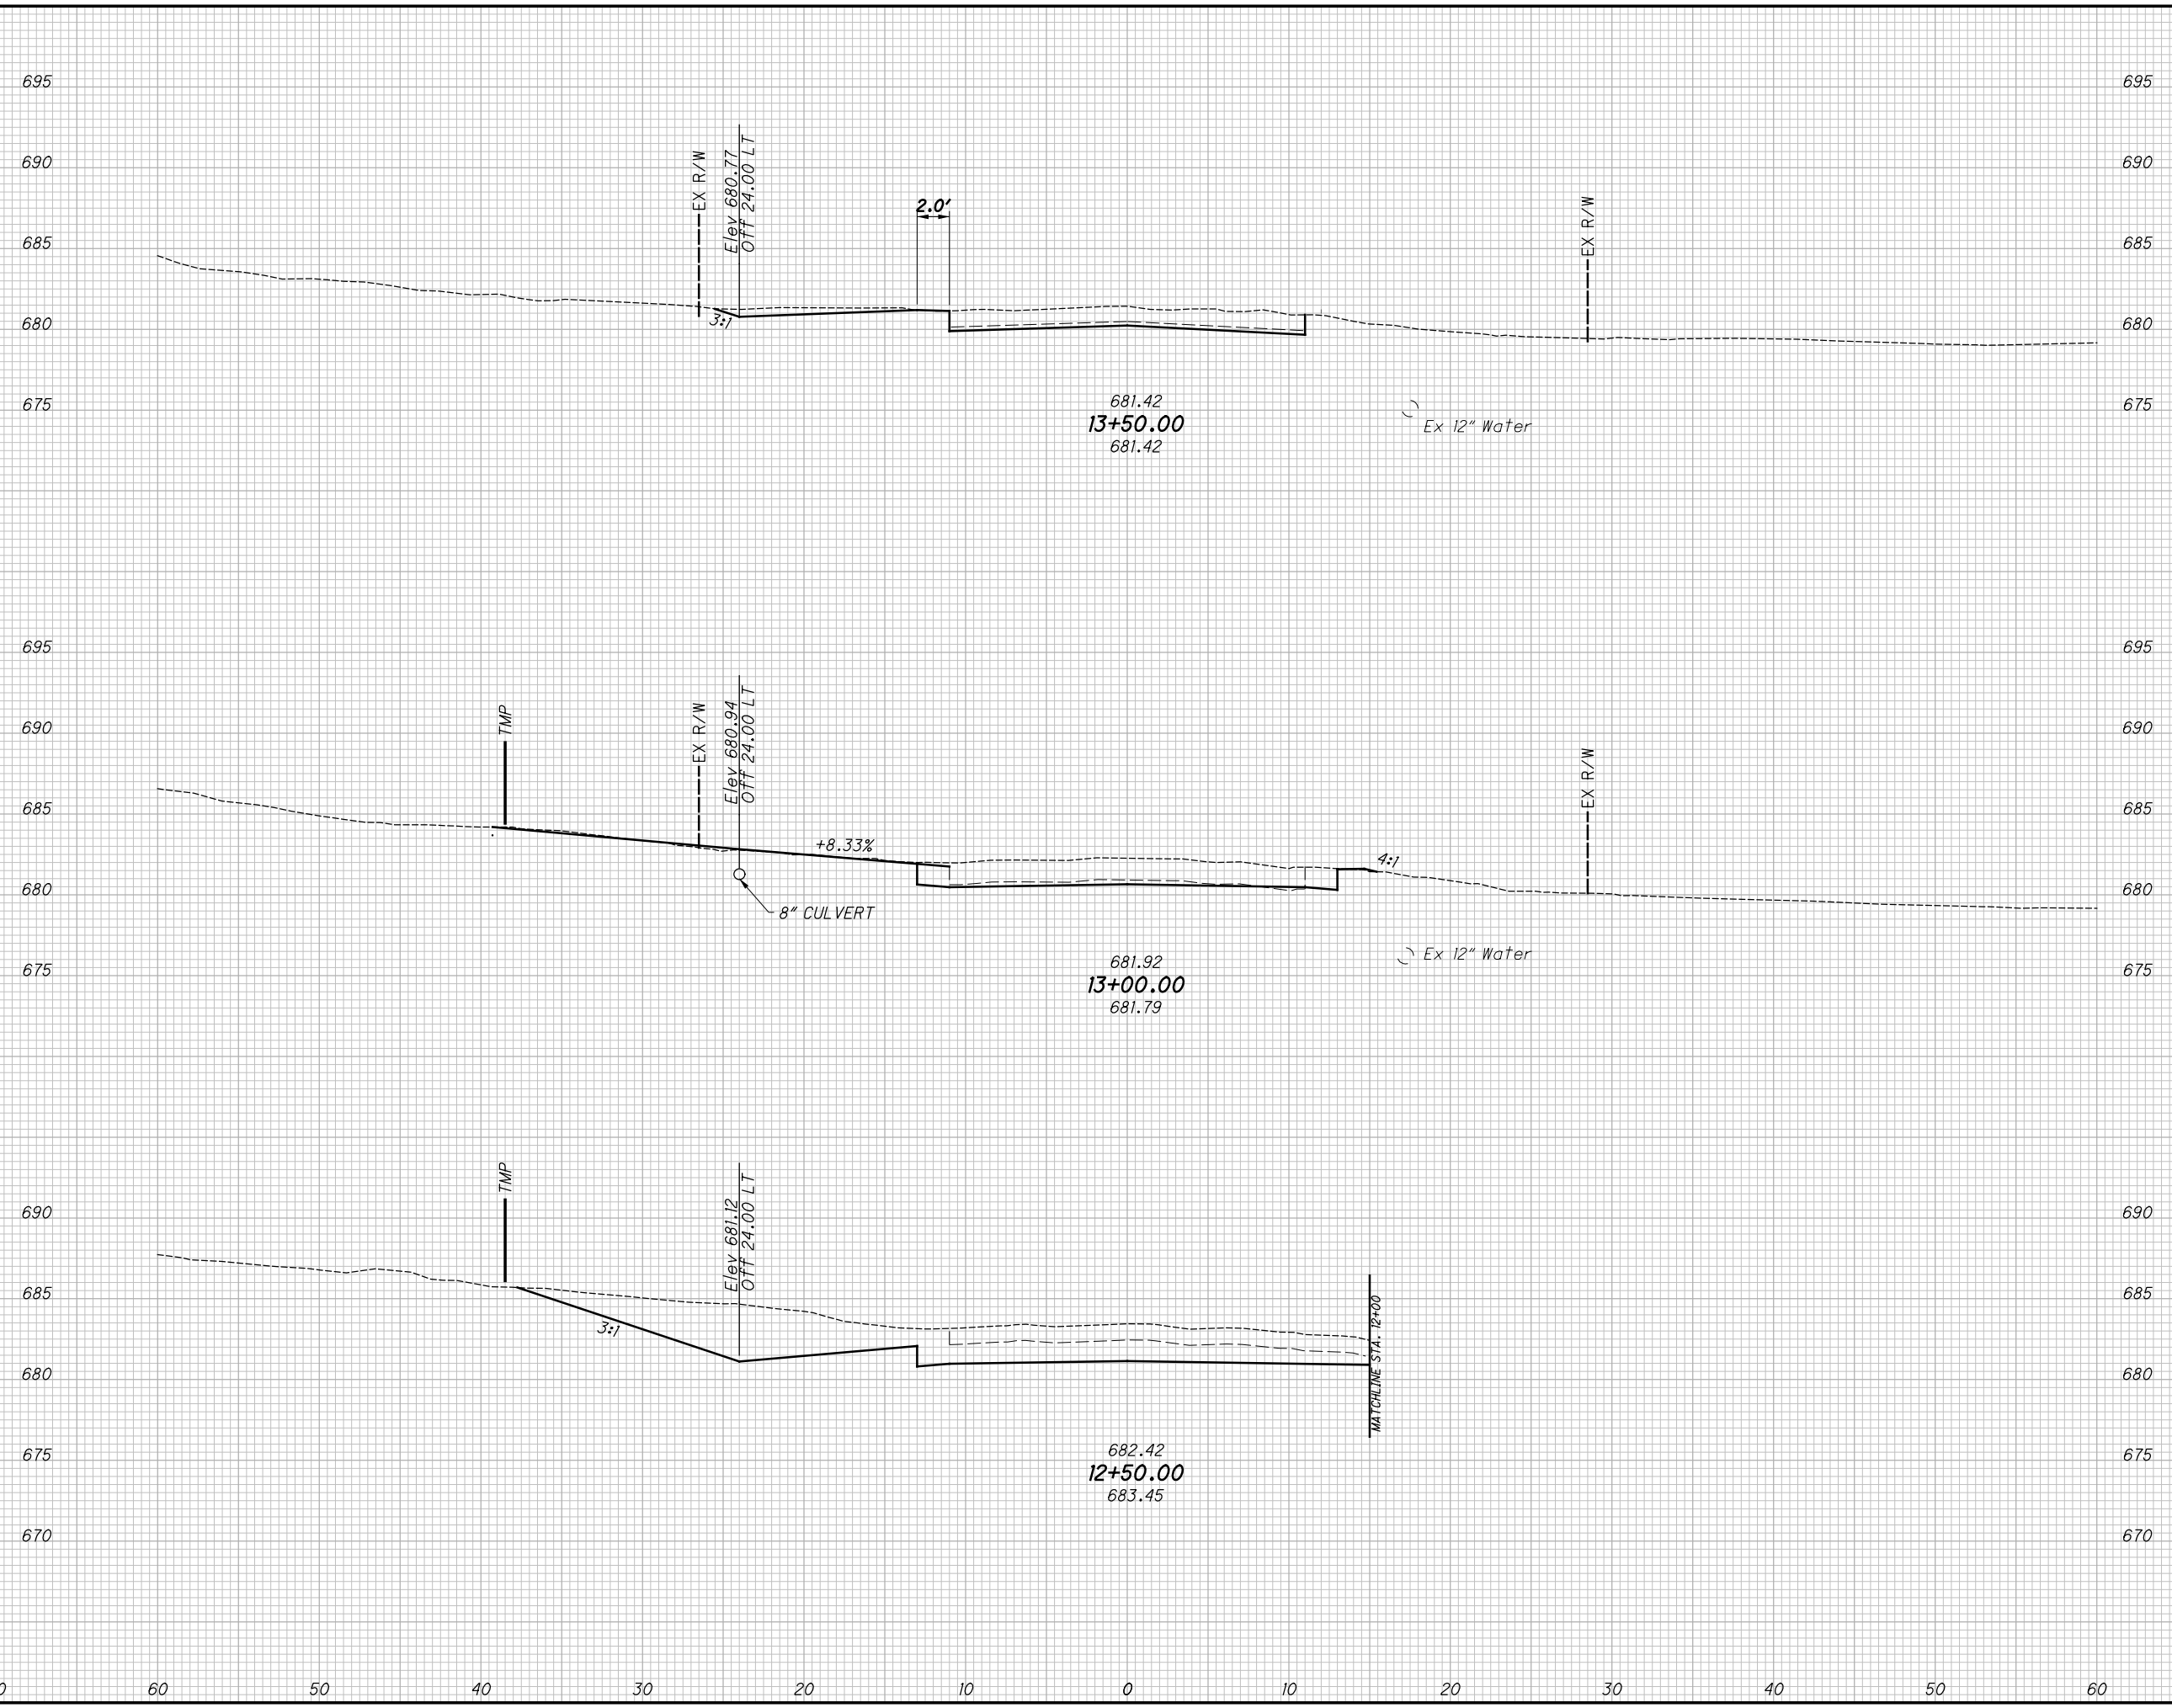 695 695
690 690
EX R/W
Elev 680.77
Off 24.00 LT
2.0'
EX R/W
685 685
3:1
680 680
675 675
681.42
13+50.00
681.42
Ex 12" Water
695 695
690 690
TMP
EX R/W
Elev 680.94
Off 24.00 LT
EX R/W
685 685
+8.33%
4:1
680 680
8" CULVERT
675 675
681.92
13+00.00
681.79
Ex 12" Water
690 690
TMP
Elev 681.12
Off 24.00 LT
685 685
3:1
MATCHLINE STA. 12+00
680 680
675 675
682.42
12+50.00
683.45
670 670
0 60 50 40 30 20 10 0 10 20 30 40 50 60